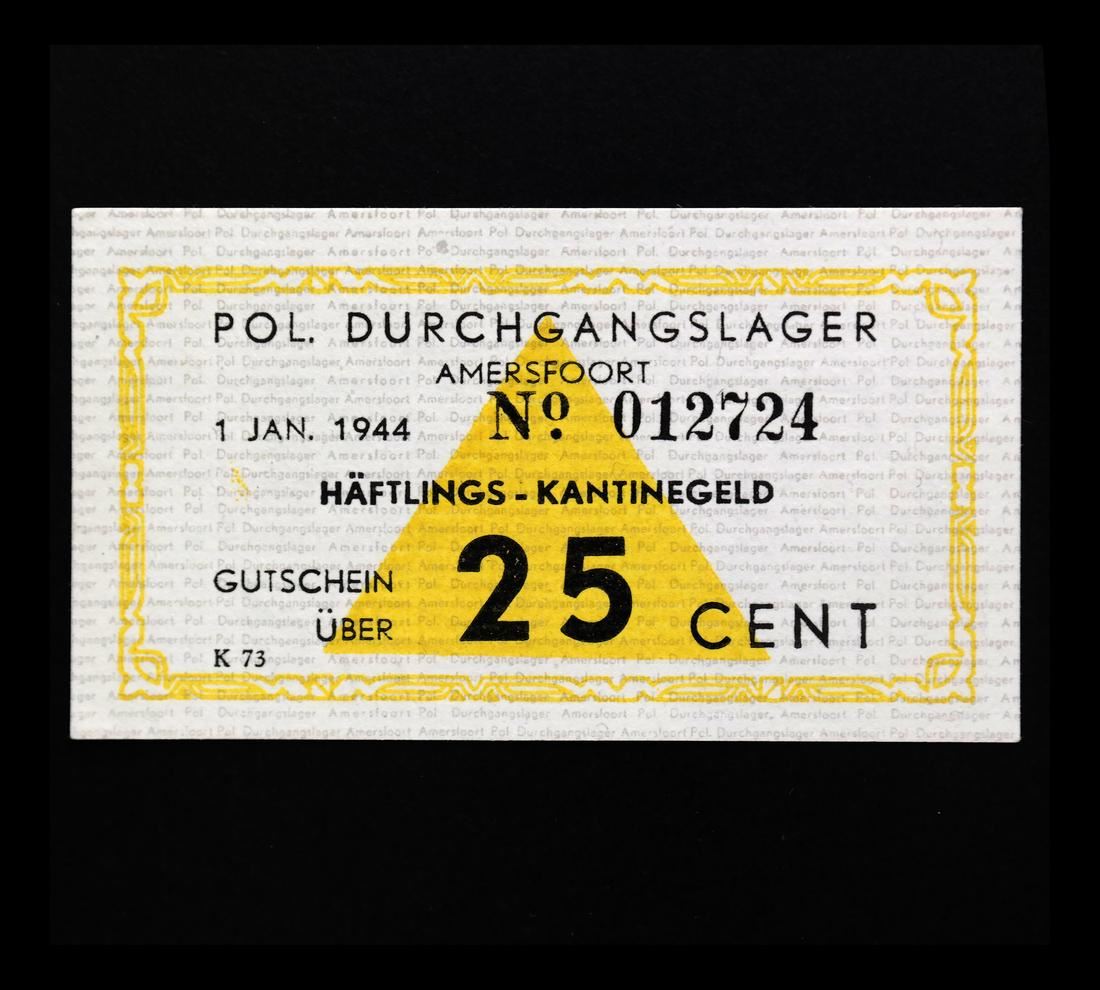 POL. DURCHGANGSLAGER
AMERSFOORT
1 JAN. 1944 Nº 012724
HÄFTLINGS - KANTINEGELD
GUTSCHEIN
ÜBER 25 CENT
K 73